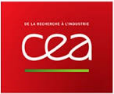 DE LA RECHERCHE À L'INDUSTRIE
cea